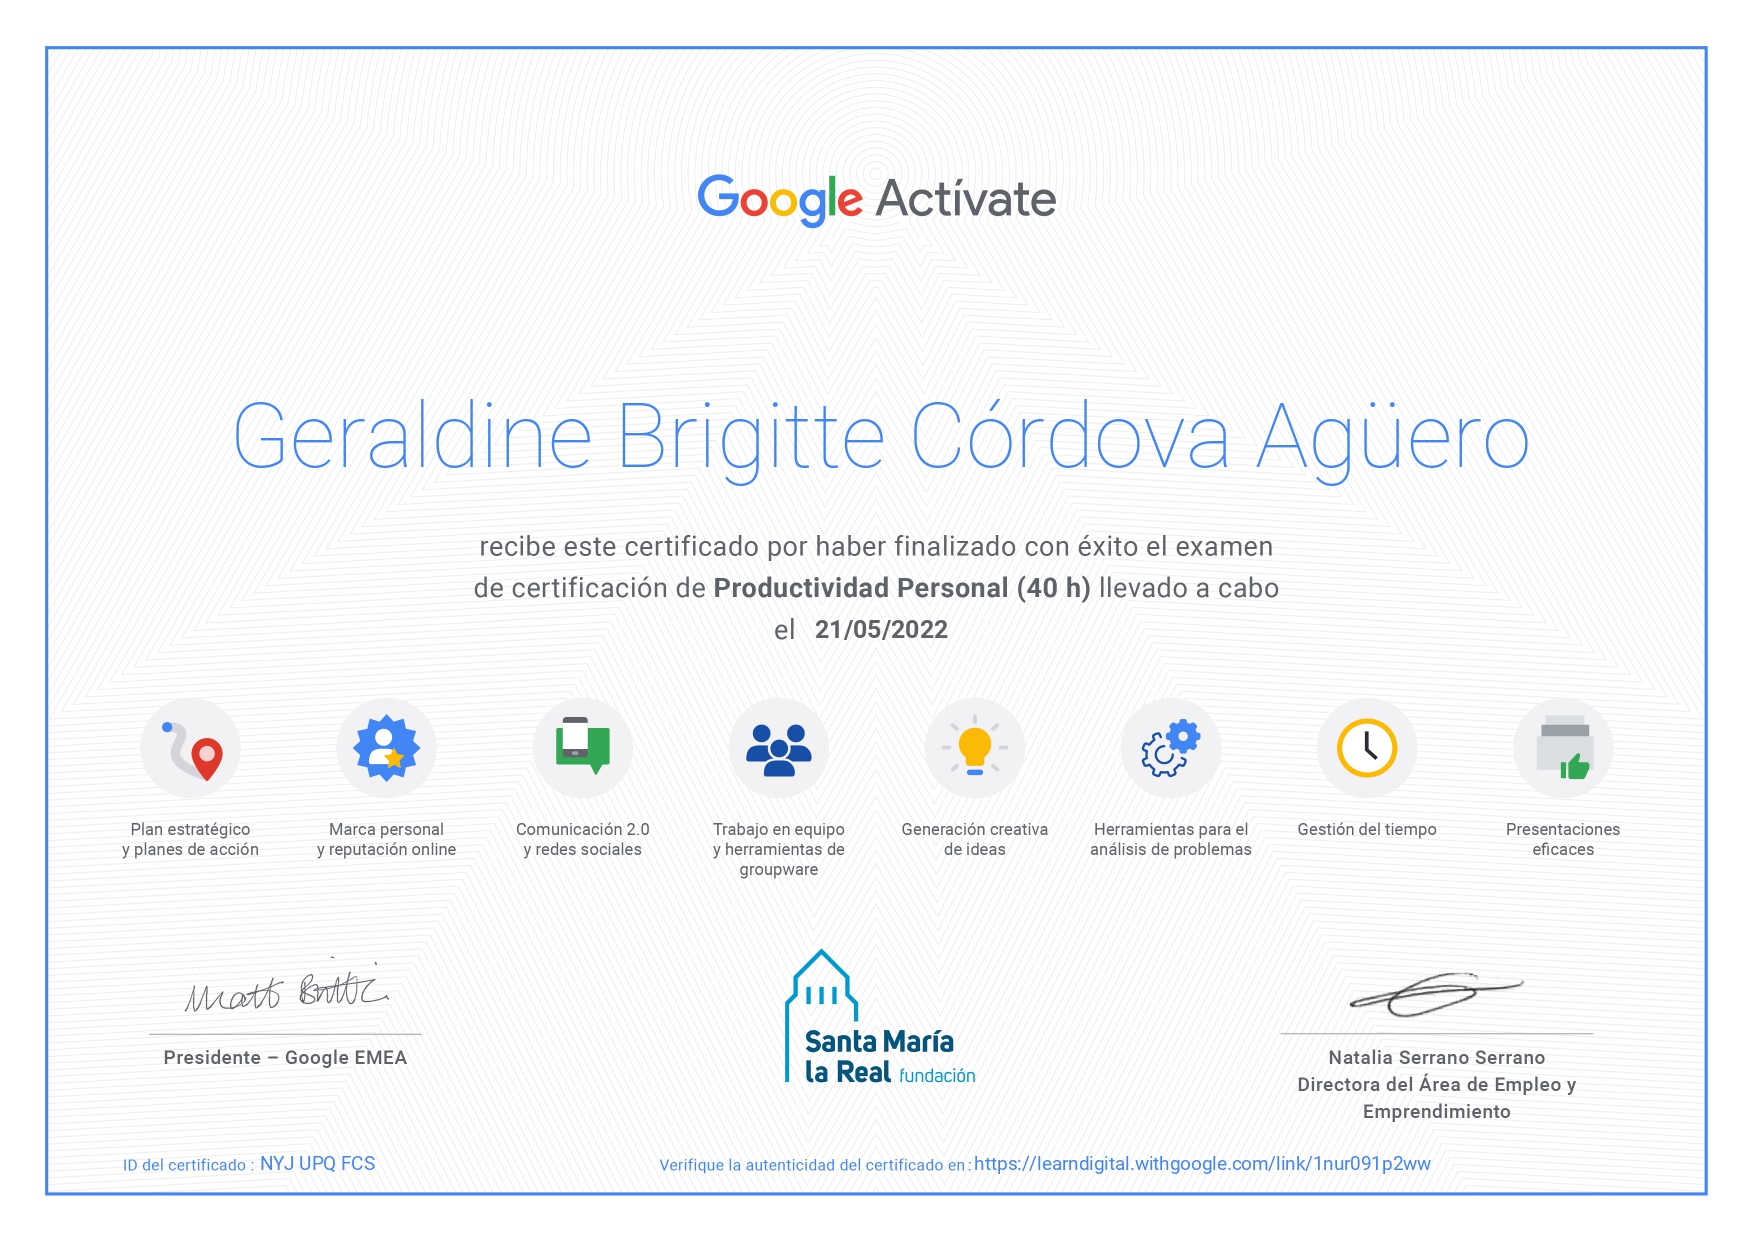 Google Actívate
Geraldine Brigitte Córdova Agüero
recibe este certificado por haber finalizado con éxito el examen
de certificación de Productividad Personal (40 h) llevado a cabo
el 21/05/2022
Plan estratégico
y planes de acción
Marca personal
y reputación online
Comunicación 2.0
y redes sociales
Trabajo en equipo
y herramientas de
groupware
Generación creativa
de ideas
Herramientas para el
análisis de problemas
Gestión del tiempo
Presentaciones
eficaces
Matt Brittin
Presidente – Google EMEA
Santa María
la Real fundación
Natalia Serrano Serrano
Directora del Área de Empleo y
Emprendimiento
ID del certificado : NYJ UPQ FCS
Verifique la autenticidad del certificado en: https://learndigital.withgoogle.com/link/1nur091p2ww